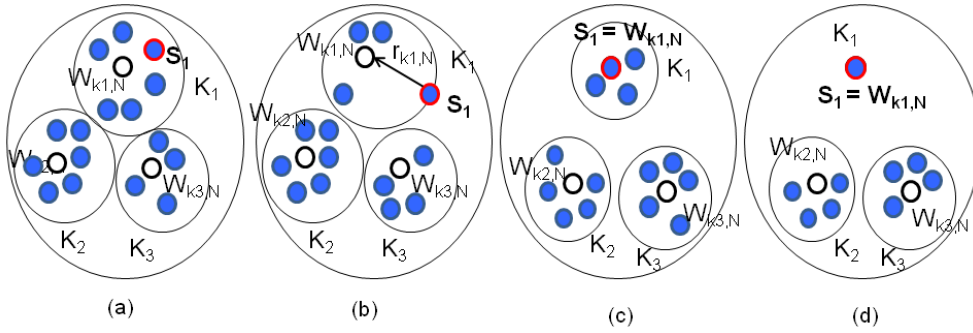 S1
Wk1,N
K1
Wk2,N
Wk3,N
K2
K3
(a)
Wk1,N
rk1,N
K1
S1
Wk2,N
Wk3,N
K2
K3
(b)
S1 = Wk1,N
K1
Wk2,N
Wk3,N
K2
K3
(c)
K1
S1 = Wk1,N
Wk2,N
Wk3,N
K2
K3
(d)